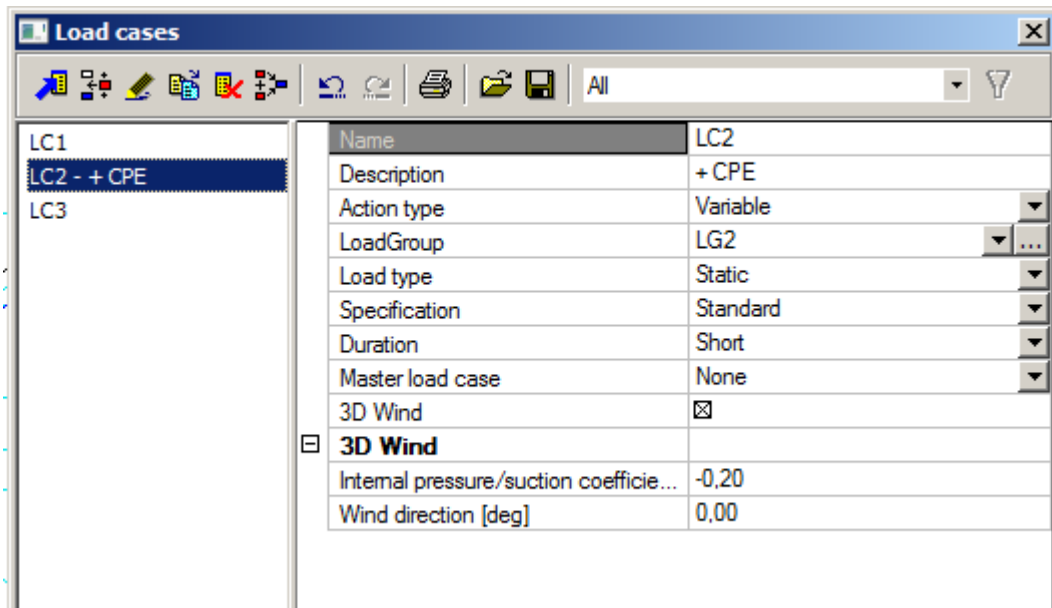 Load cases
All
LC1
LC2 - + CPE
LC3
Name LC2
Description + CPE
Action type Variable
LoadGroup LG2 ...
Load type Static
Specification Standard
Duration Short
Master load case None
3D Wind
3D Wind
Internal pressure/suction coefficie... -0,20
Wind direction [deg] 0,00